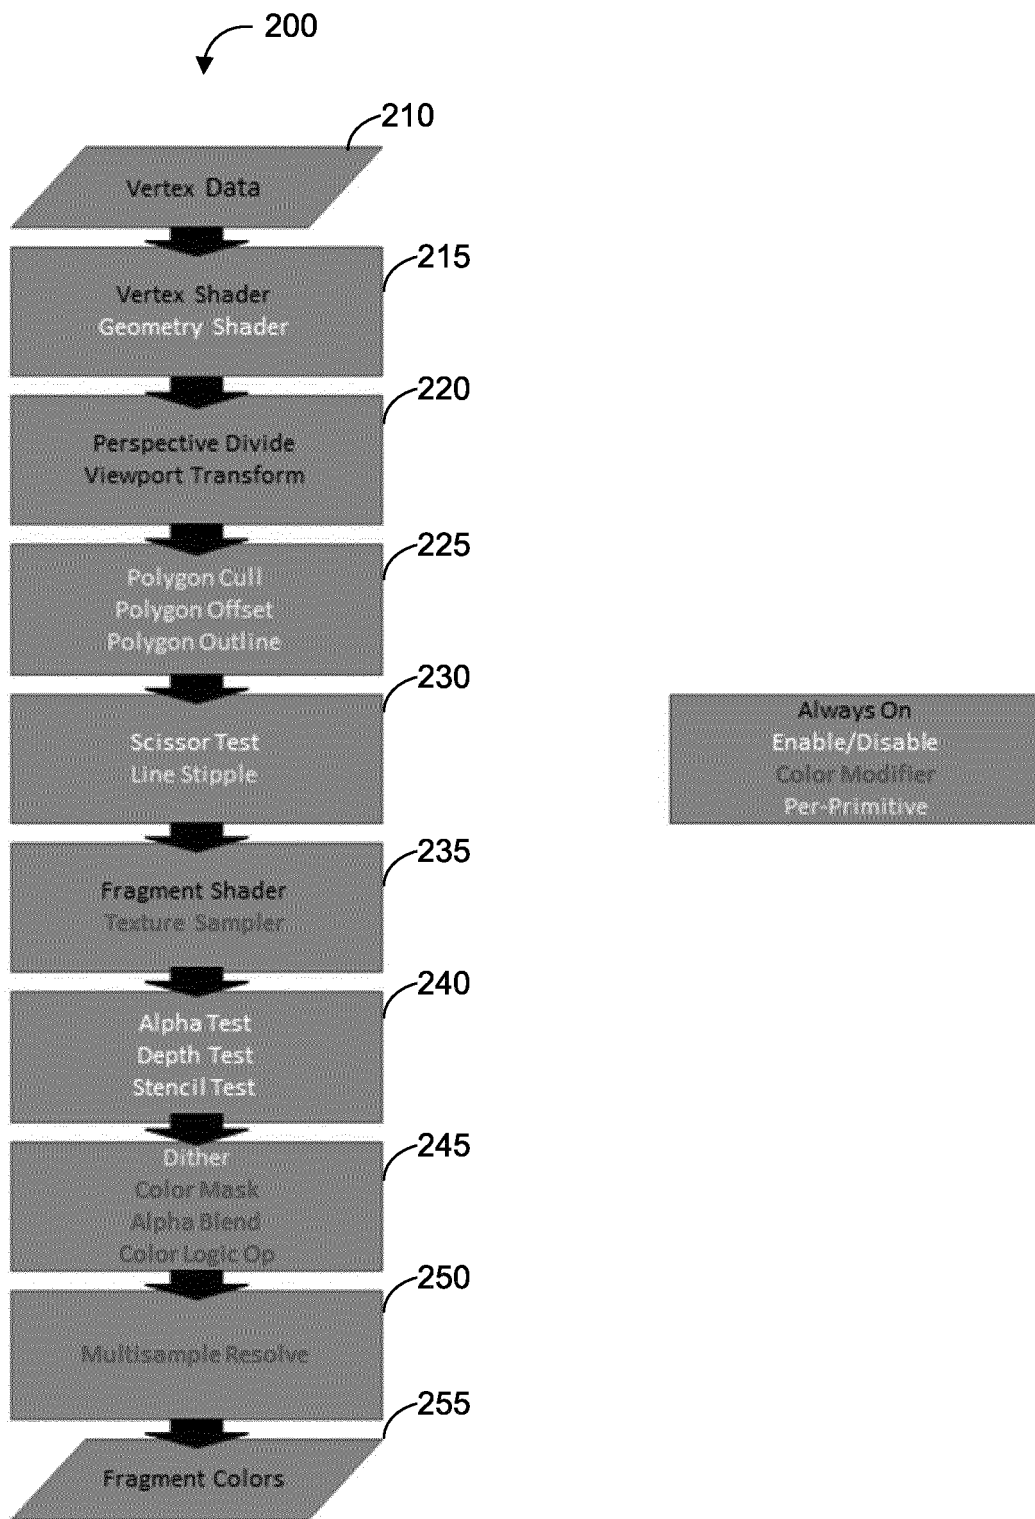 200
210
Vertex Data
215
Vertex Shader
Geometry Shader
220
Perspective Divide
Viewport Transform
225
Polygon Cull
Polygon Offset
Polygon Outline
230
Scissor Test
Line Stipple
Always On
Enable/Disable
Color Modifier
Per-Primitive
235
Fragment Shader
Texture Sampler
240
Alpha Test
Depth Test
Stencil Test
245
Dither
Color Mask
Alpha Blend
Color Logic Op
250
Multisample Resolve
255
Fragment Colors